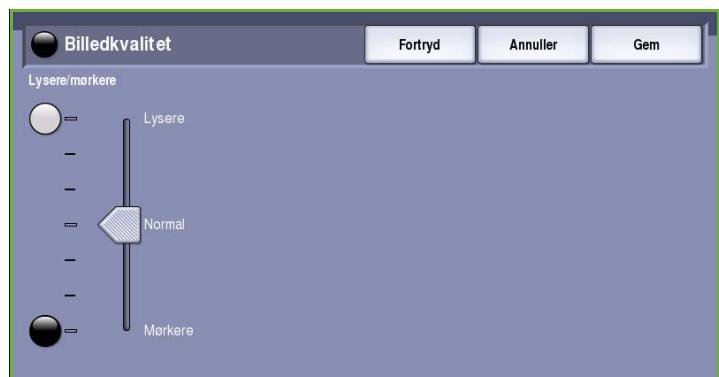 Billedkvalitet
Fortryd
Annuller
Gem
Lysere/mørkere
Lysere
Normal
Mørkere